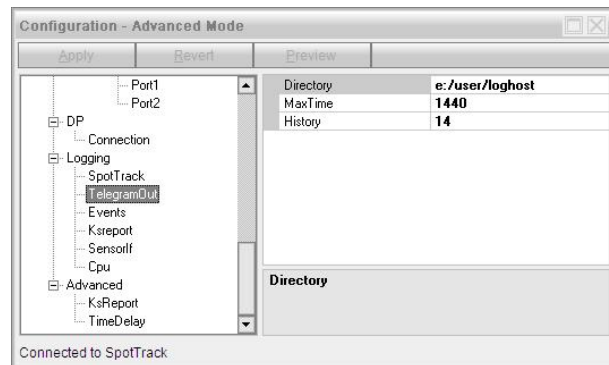 Configuration - Advanced Mode
Apply Revert Preview
Port1
Port2
DP
Connection
Logging
SpotTrack
TelegramOut
Events
Ksreport
SensorIf
Cpu
Advanced
KsReport
TimeDelay
Directory e:/user/loghost
MaxTime 1440
History 14
Directory
Connected to SpotTrack